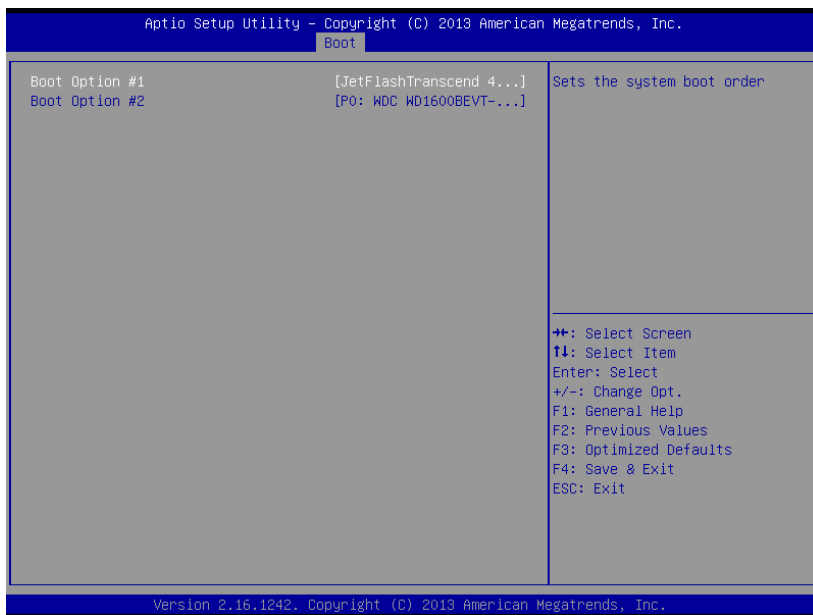 Aptio Setup Utility – Copyright (C) 2013 American Megatrends, Inc.
Boot
Boot Option #1 [JetFlashTranscend 4...]
Boot Option #2 [P0: WDC WD1600BEVT-...]
Sets the system boot order
→←: Select Screen
↑↓: Select Item
Enter: Select
+/-: Change Opt.
F1: General Help
F2: Previous Values
F3: Optimized Defaults
F4: Save & Exit
ESC: Exit
Version 2.16.1242. Copyright (C) 2013 American Megatrends, Inc.